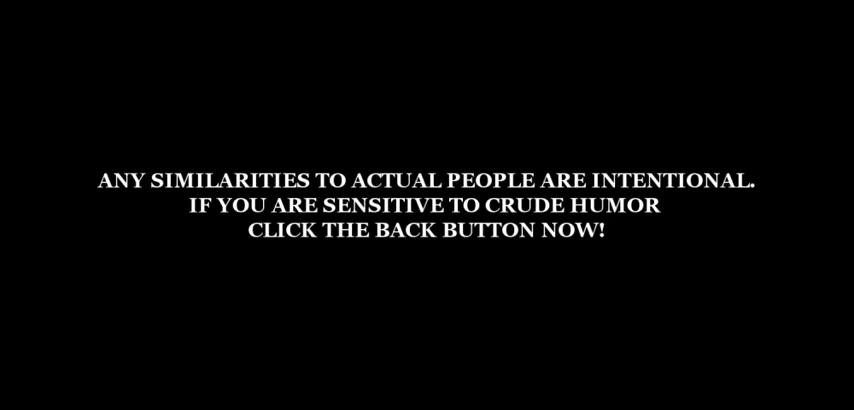 ANY SIMILARITIES TO ACTUAL PEOPLE ARE INTENTIONAL.
IF YOU ARE SENSITIVE TO CRUDE HUMOR
CLICK THE BACK BUTTON NOW!